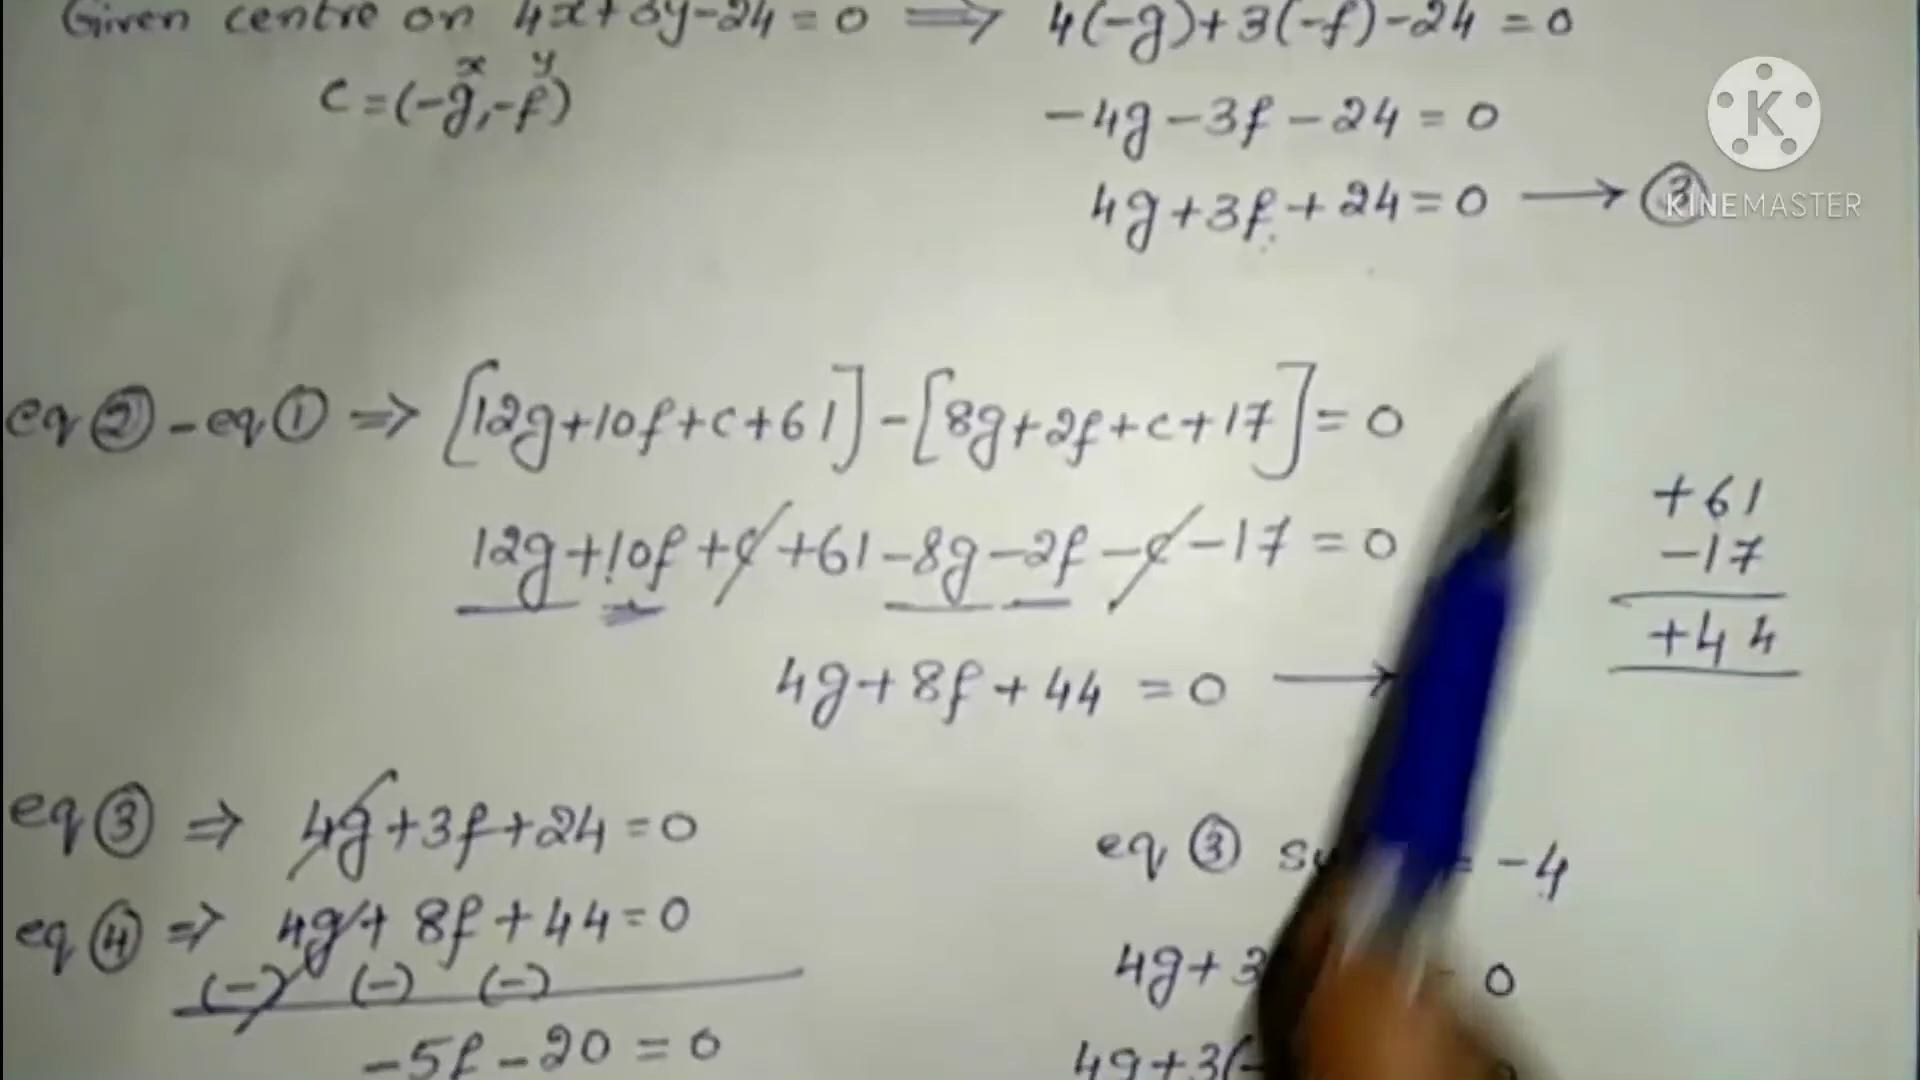 Given centre on 4x+3y-24=0 ⟹ 4(-g)+3(-f)-24=0
x y
C=(-g,-f)
-4g-3f-24=0
4g+3f+24=0 → ③
K
KINEMASTER
eq② - eq① ⇒ [12g+10f+c+61]-[8g+2f+c+17]=0
12g+10f+c+61-8g-2f-c-17=0
+61
-17
+44
4g+8f+44=0 →
eq③ ⇒ 4g+3f+24=0
eq④ ⇒ 4g+8f+44=0
(-) (-) (-)
-5f-20=0
eq③ = -4
4g+3 0
4g+3(-